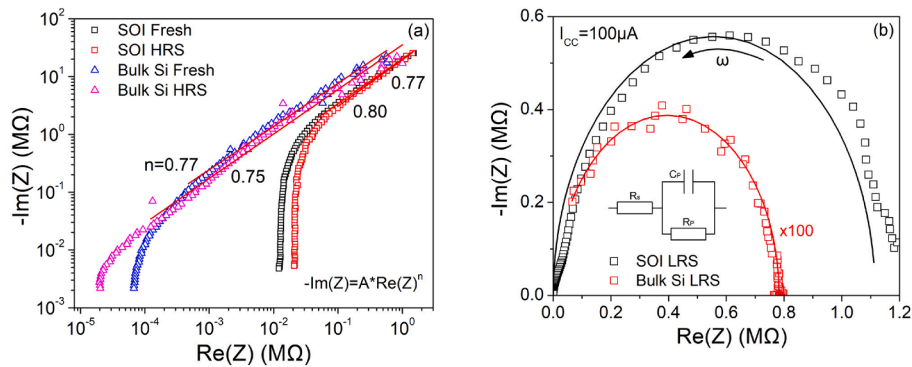 (a)
SOI Fresh
SOI HRS
Bulk Si Fresh
Bulk Si HRS
0.77
0.80
n=0.77
0.75
-Im(Z)=A*Re(Z)ⁿ
-Im(Z) (MΩ)
10²
10¹
10⁰
10⁻¹
10⁻²
10⁻³
10⁻⁵ 10⁻⁴ 10⁻³ 10⁻² 10⁻¹ 10⁰
Re(Z) (MΩ)
(b)
I_CC=100μA
ω
C_P
R_s
R_P
x100
SOI LRS
Bulk Si LRS
-Im(Z) (MΩ)
0.6
0.4
0.2
0.0
0.0 0.2 0.4 0.6 0.8 1.0 1.2
Re(Z) (MΩ)